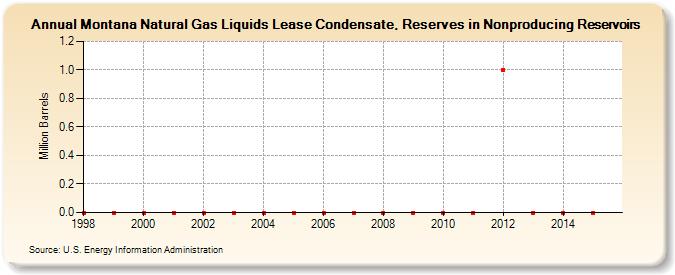 Annual Montana Natural Gas Liquids Lease Condensate, Reserves in Nonproducing Reservoirs
Million Barrels
1.2
1.0
0.8
0.6
0.4
0.2
0.0
1998 2000 2002 2004 2006 2008 2010 2012 2014
Source: U.S. Energy Information Administration